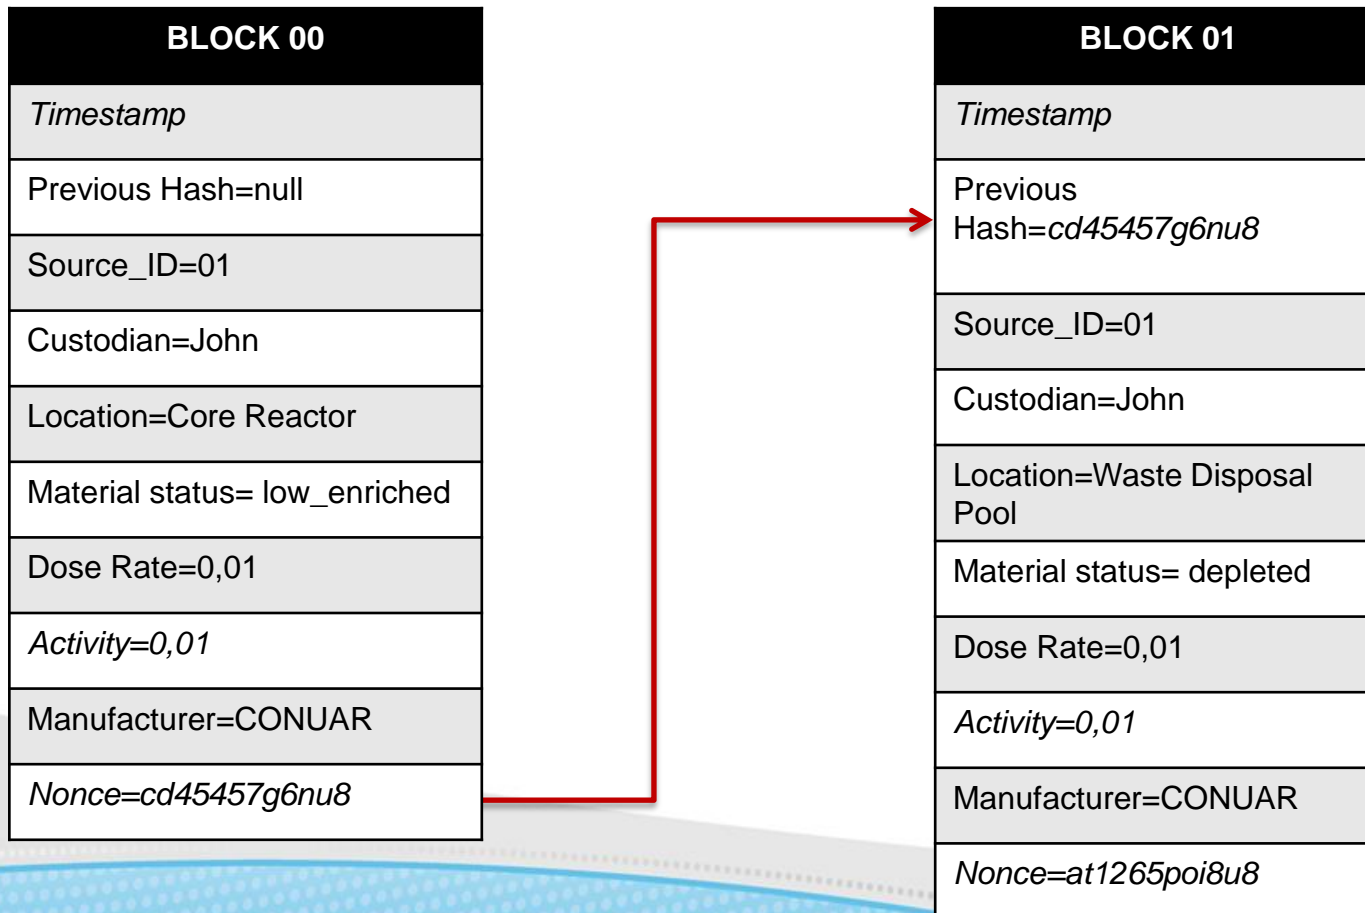 BLOCK 00
Timestamp
Previous Hash=null
Source_ID=01
Custodian=John
Location=Core Reactor
Material status= low_enriched
Dose Rate=0,01
Activity=0,01
Manufacturer=CONUAR
Nonce=cd45457g6nu8
BLOCK 01
Timestamp
Previous
Hash=cd45457g6nu8
Source_ID=01
Custodian=John
Location=Waste Disposal
Pool
Material status= depleted
Dose Rate=0,01
Activity=0,01
Manufacturer=CONUAR
Nonce=at1265poi8u8